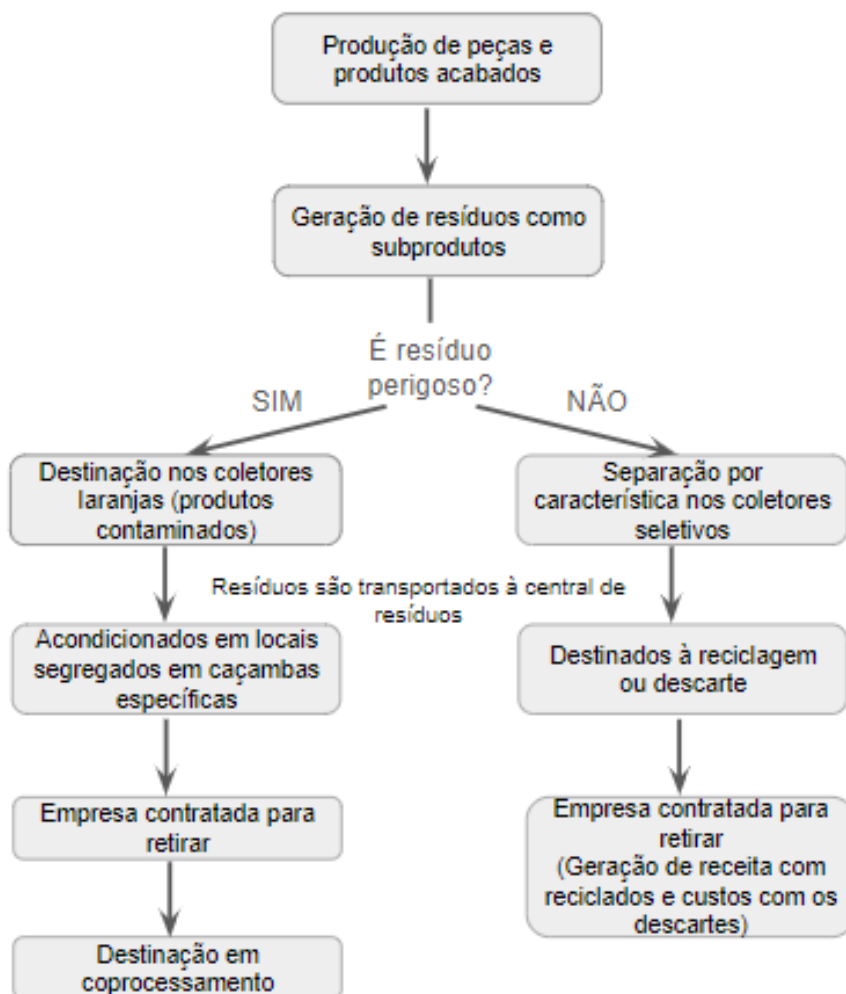 Produção de peças e
produtos acabados
Geração de resíduos como
subprodutos
É resíduo
perigoso?
SIM
NÃO
Destinação nos coletores
laranjas (produtos
contaminados)
Separação por
característica nos coletores
seletivos
Resíduos são transportados à central de
resíduos
Acondicionados em locais
segregados em caçambas
específicas
Destinados à reciclagem
ou descarte
Empresa contratada para
retirar
Empresa contratada para
retirar
(Geração de receita com
reciclados e custos com os
descartes)
Destinação em
coprocessamento